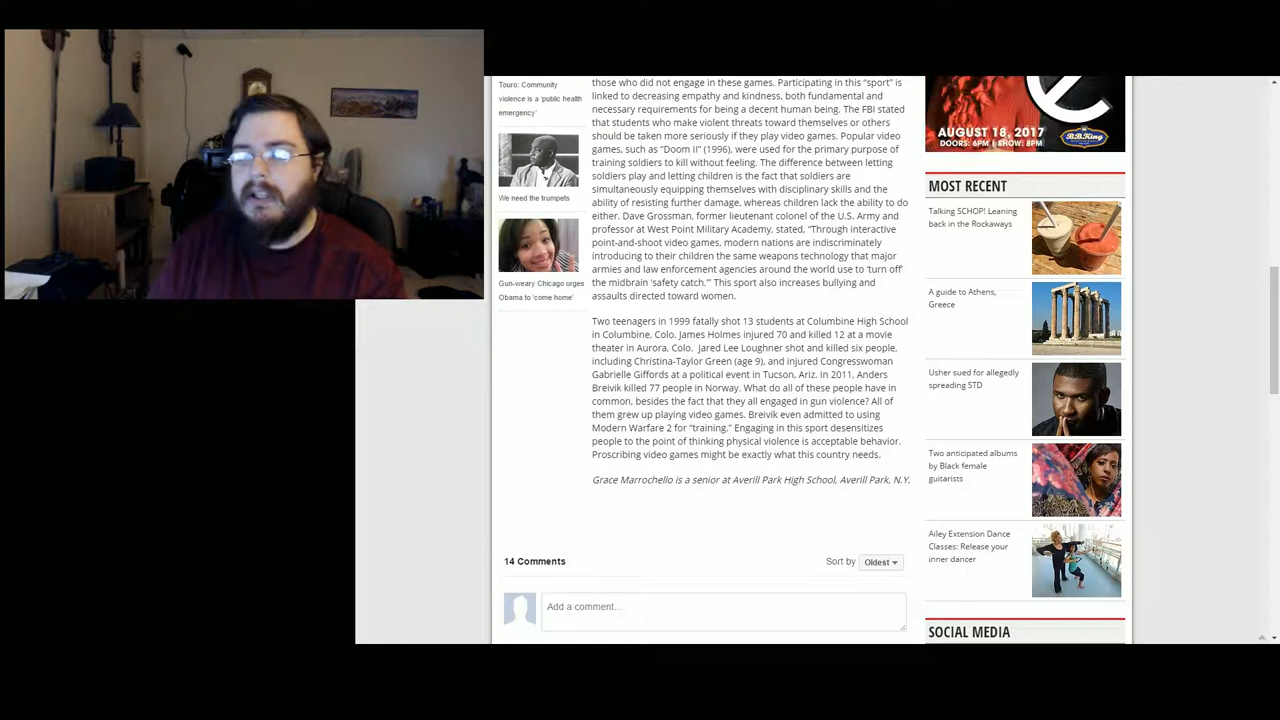 Touro: Community
violence is a 'public health
emergency'
We need the trumpets
Gun-weary Chicago urges
Obama to 'come home'
those who did not engage in these games. Participating in this “sport” is
linked to decreasing empathy and kindness, both fundamental and
necessary requirements for being a decent human being. The FBI stated
that students who make violent threats toward themselves or others
should be taken more seriously if they play video games. Popular video
games, such as “Doom II” (1996), were used for the primary purpose of
training soldiers to kill without feeling. The difference between letting
soldiers play and letting children is the fact that soldiers are
simultaneously equipping themselves with disciplinary skills and the
ability of resisting further damage, whereas children lack the ability to do
either. Dave Grossman, former lieutenant colonel of the U.S. Army and
professor at West Point Military Academy, stated, “Through interactive
point-and-shoot video games, modern nations are indiscriminately
introducing to their children the same weapons technology that major
armies and law enforcement agencies around the world use to ‘turn off’
the midbrain ‘safety catch.’” This sport also increases bullying and
assaults directed toward women.
Two teenagers in 1999 fatally shot 13 students at Columbine High School
in Columbine, Colo. James Holmes injured 70 and killed 12 at a movie
theater in Aurora, Colo. Jared Lee Loughner shot and killed six people,
including Christina-Taylor Green (age 9), and injured Congresswoman
Gabrielle Giffords at a political event in Tucson, Ariz. in 2011, Anders
Breivik killed 77 people in Norway. What do all of these people have in
common, besides the fact that they all engaged in gun violence? All of
them grew up playing video games. Breivik even admitted to using
Modern Warfare 2 for “training.” Engaging in this sport desensitizes
people to the point of thinking physical violence is acceptable behavior.
Proscribing video games might be exactly what this country needs.
Grace Marrochello is a senior at Averill Park High School, Averill Park, N.Y.
14 Comments
Sort by
Oldest
Add a comment...
AUGUST 18, 2017
DOORS: 6PM | SHOW: 8PM
B.B. King
MOST RECENT
Talking SCHOP! Leaning
back in the Rockaways
A guide to Athens,
Greece
Usher sued for allegedly
spreading STD
Two anticipated albums
by Black female
guitarists
Ailey Extension Dance
Classes: Release your
inner dancer
SOCIAL MEDIA